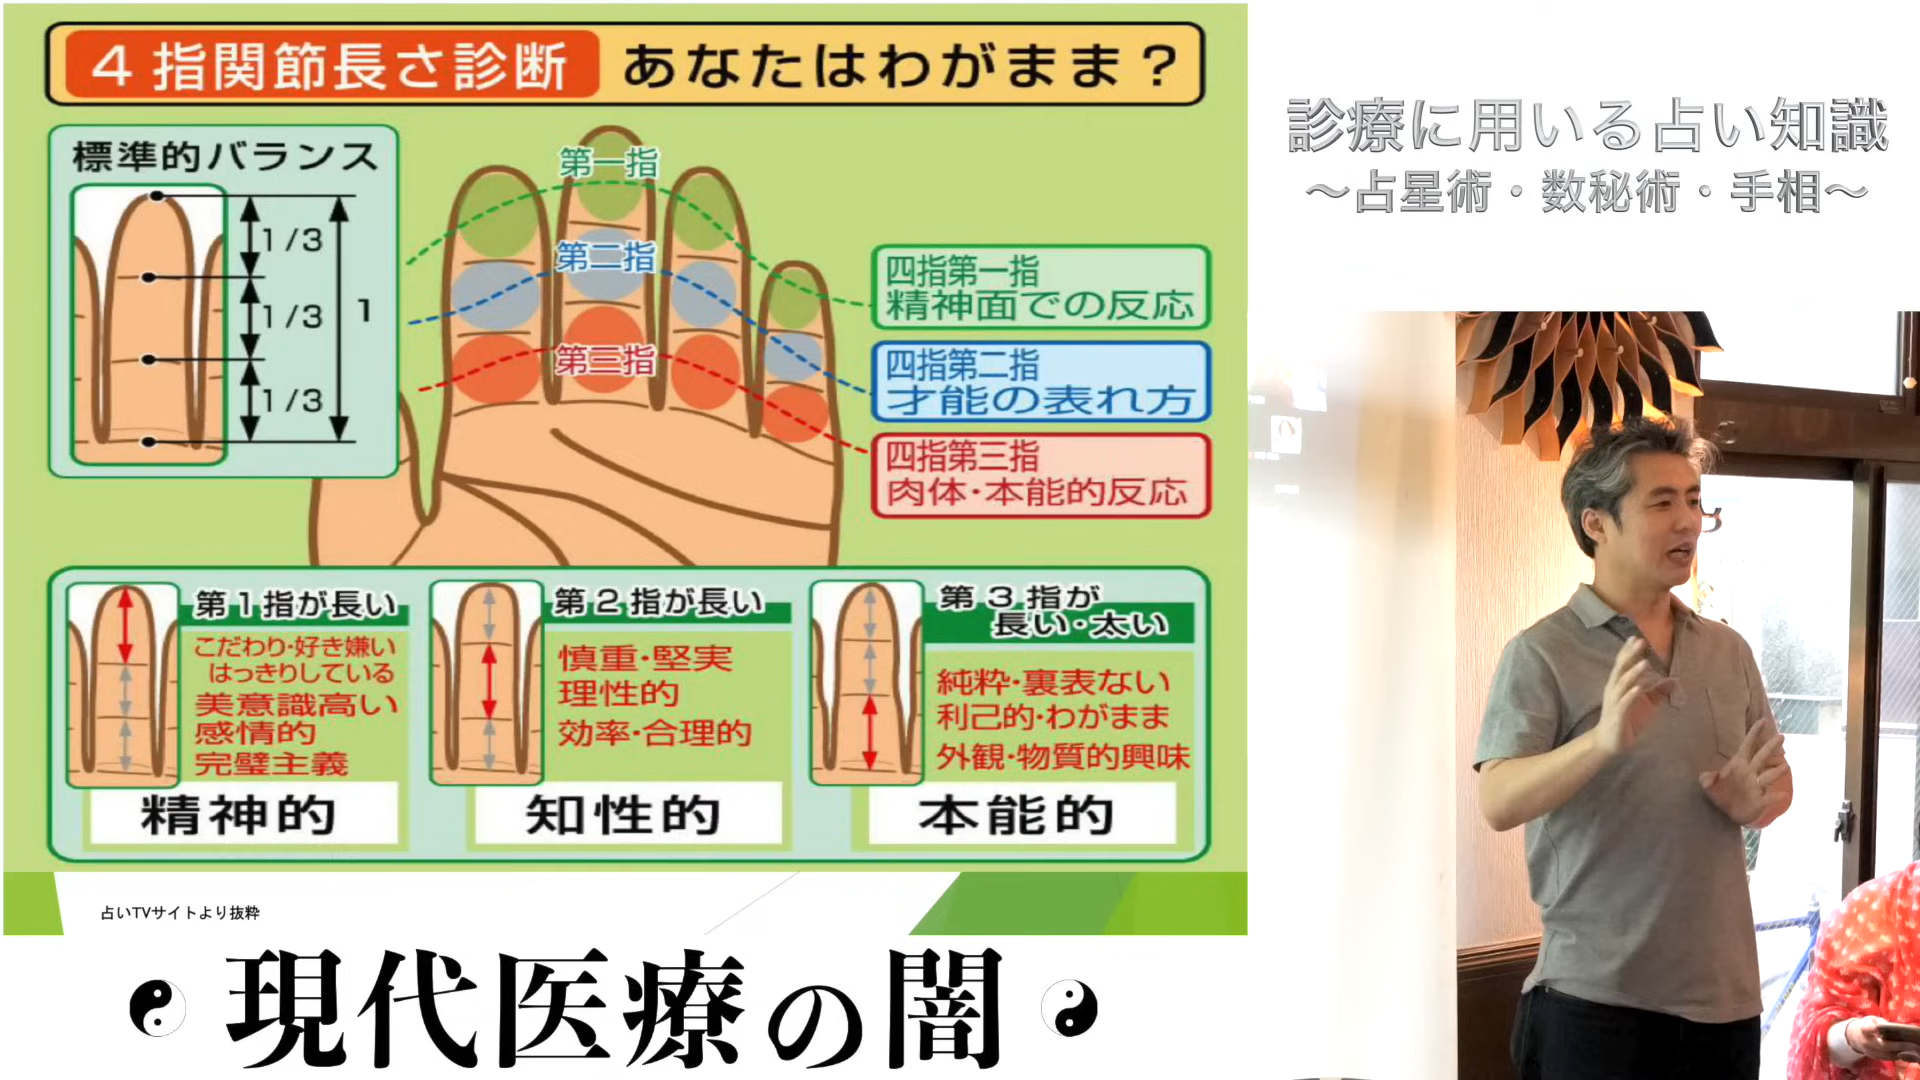 4指関節長さ診断 あなたはわがまま？
標準的バランス
1/3
1/3
1/3
1
第一指
第二指
第三指
四指第一指
精神面での反応
四指第二指
才能の表れ方
四指第三指
肉体・本能的反応
第1指が長い
こだわり・好き嫌い
はっきりしている
美意識高い
感情的
完璧主義
精神的
第2指が長い
慎重・堅実
理性的
効率・合理的
知性的
第3指が
長い・太い
純粋・裏表ない
利己的・わがまま
外観・物質的興味
本能的
占いTVサイトより抜粋
現代医療の闇
診療に用いる占い知識
～占星術・数秘術・手相～